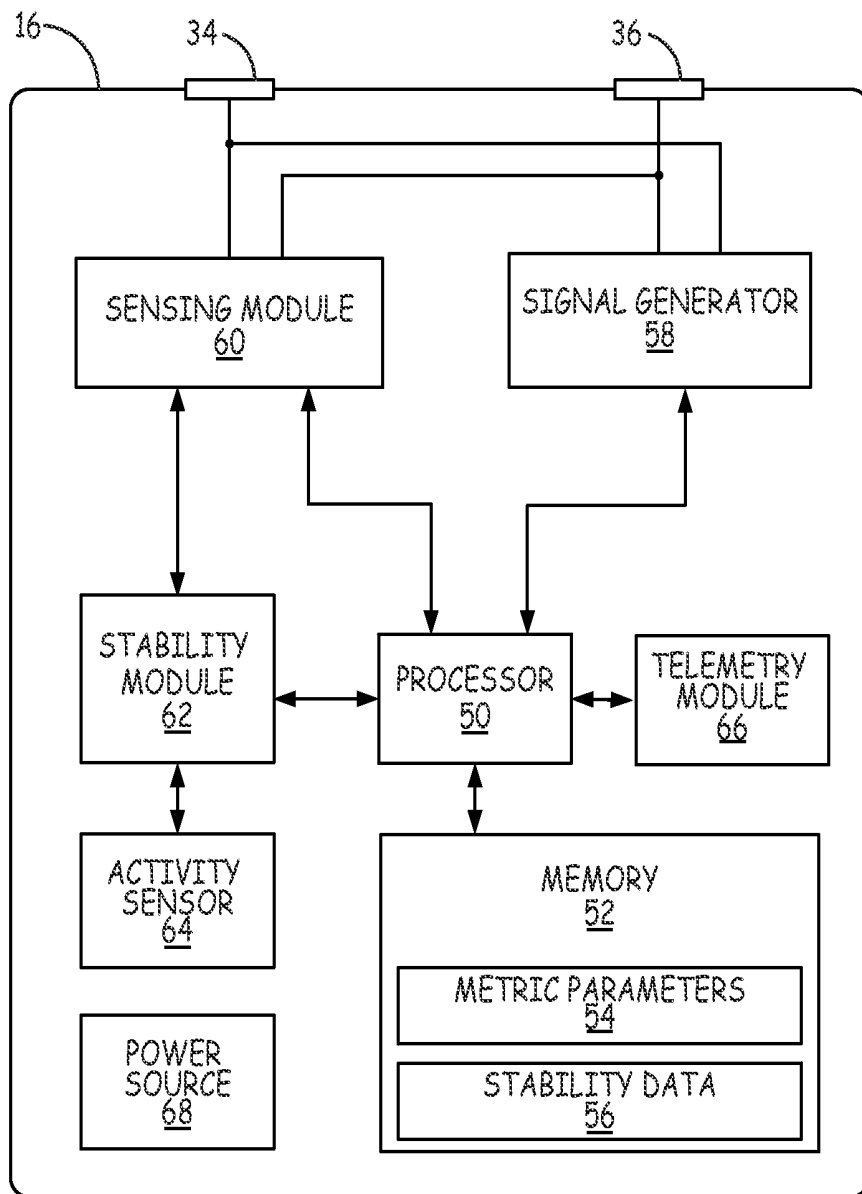 16
34
36
SENSING MODULE
60
SIGNAL GENERATOR
58
STABILITY
MODULE
62
PROCESSOR
50
TELEMETRY
MODULE
66
ACTIVITY
SENSOR
64
MEMORY
52
METRIC PARAMETERS
54
POWER
SOURCE
68
STABILITY DATA
56